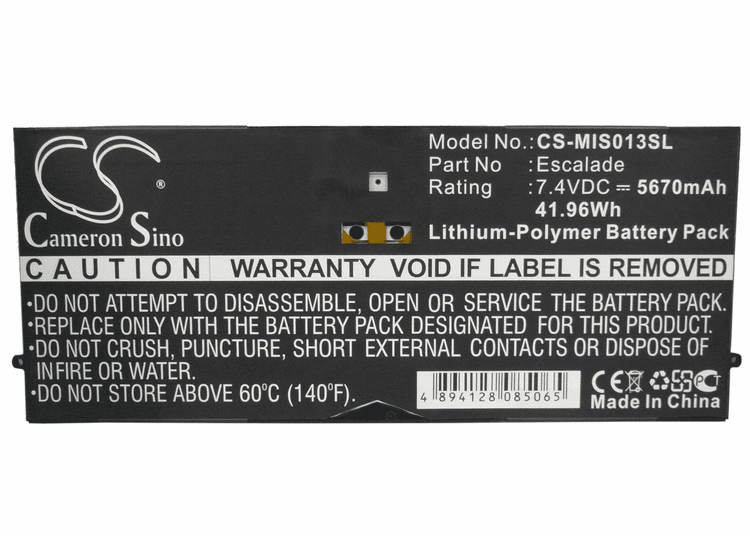 CS
®
Cameron Sino
Model No.: CS-MIS013SL
Part No : Escalade
Rating : 7.4VDC ⎓ 5670mAh
41.96Wh
Lithium-Polymer Battery Pack
CAUTION WARRANTY VOID IF LABEL IS REMOVED
•DO NOT ATTEMPT TO DISASSEMBLE, OPEN OR SERVICE THE BATTERY PACK.
•REPLACE ONLY WITH THE BATTERY PACK DESIGNATED FOR THIS UNIT.
•DO NOT CRUSH, PUNCTURE, SHORT EXTERNAL CONTACTS OR DISPOSE OF
IN FIRE OR WATER.
•DO NOT STORE ABOVE 60°C (140°F).
4 894128 085065
CE
Made In China